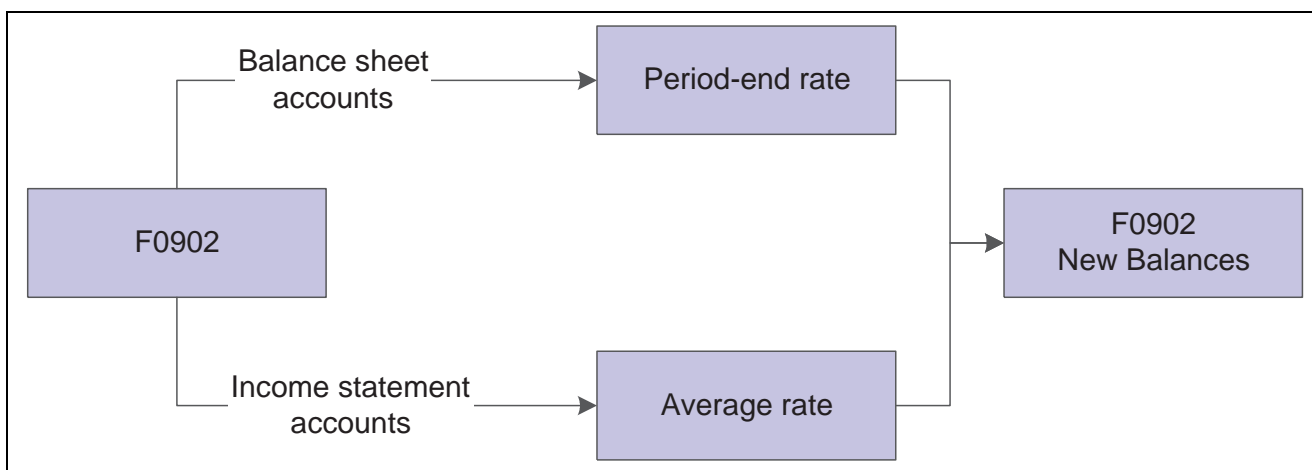 Balance sheet
accounts
Period-end rate
F0902
F0902
New Balances
Income statement
accounts
Average rate